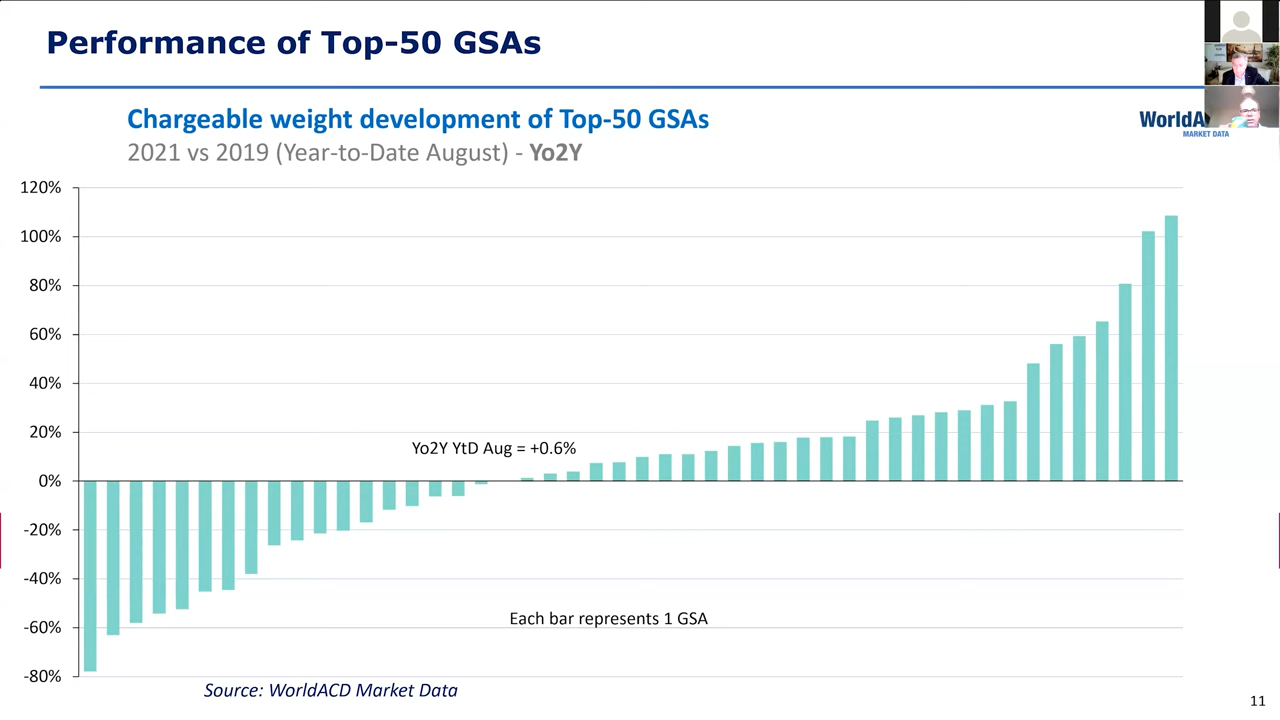 Performance of Top-50 GSAs
Chargeable weight development of Top-50 GSAs
2021 vs 2019 (Year-to-Date August) - Yo2Y
WorldA
MARKET DATA
120%
100%
80%
60%
40%
20%
0%
-20%
-40%
-60%
-80%
Yo2Y YtD Aug = +0.6%
Each bar represents 1 GSA
Source: WorldACD Market Data
11